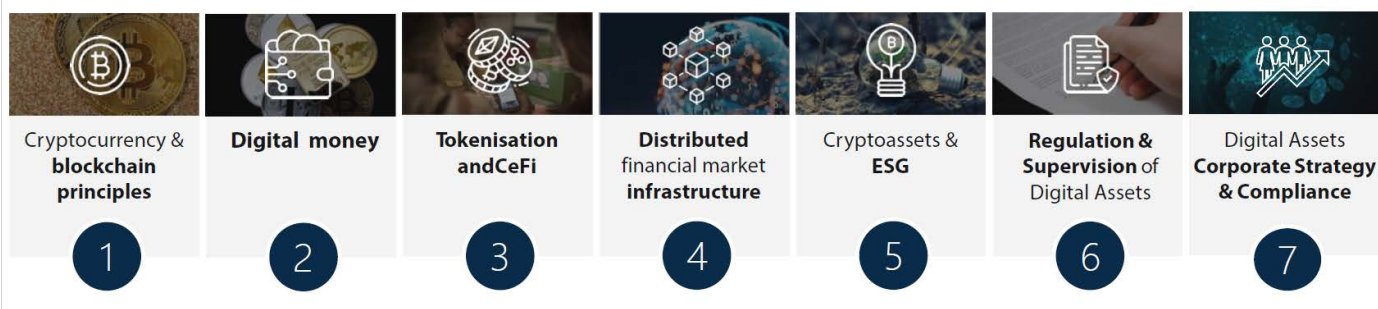 Cryptocurrency &
blockchain
principles
1
Digital money
2
Tokenisation
andCeFi
3
Distributed
financial market
infrastructure
4
Cryptoassets &
ESG
5
Regulation &
Supervision of
Digital Assets
6
Digital Assets
Corporate Strategy
& Compliance
7